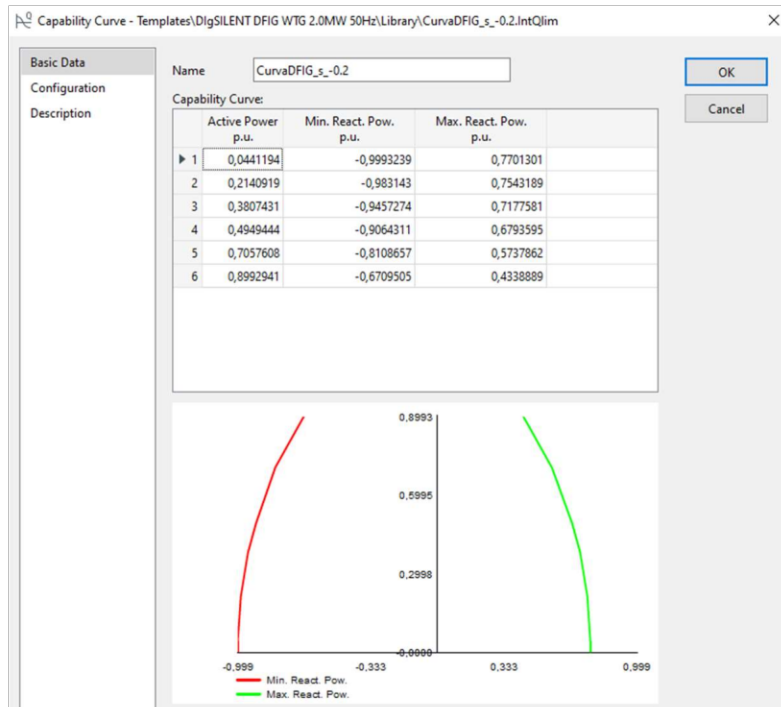 Capability Curve - Templates\DIgSILENT DFIG WTG 2.0MW 50Hz\Library\CurvaDFIG_s_-0.2.IntQlim
Basic Data
Configuration
Description
Name CurvaDFIG_s_-0.2
OK
Cancel
Capability Curve:
Active Power Min. React. Pow. Max. React. Pow.
p.u. p.u. p.u.
1 0,0441194 -0,9993239 0,7701301
2 0,2140919 -0,983143 0,7543189
3 0,3807431 -0,9457274 0,7177581
4 0,4949444 -0,9064311 0,6793595
5 0,7057608 -0,8108657 0,5737862
6 0,8992941 -0,6709505 0,4338889
0,8993
0,5995
0,2998
-0,0000
-0,999 -0,333 0,333 0,999
Min. React. Pow.
Max. React. Pow.